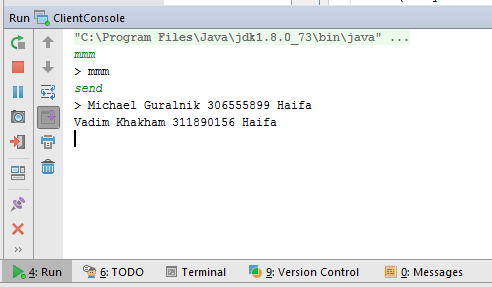 Run ClientConsole
"C:\Program Files\Java\jdk1.8.0_73\bin\java" ...
mmm
> mmm
send
> Michael Guralnik 306555899 Haifa
Vadim Khakham 311890156 Haifa
>>
4: Run 6: TODO Terminal 9: Version Control 0: Messages